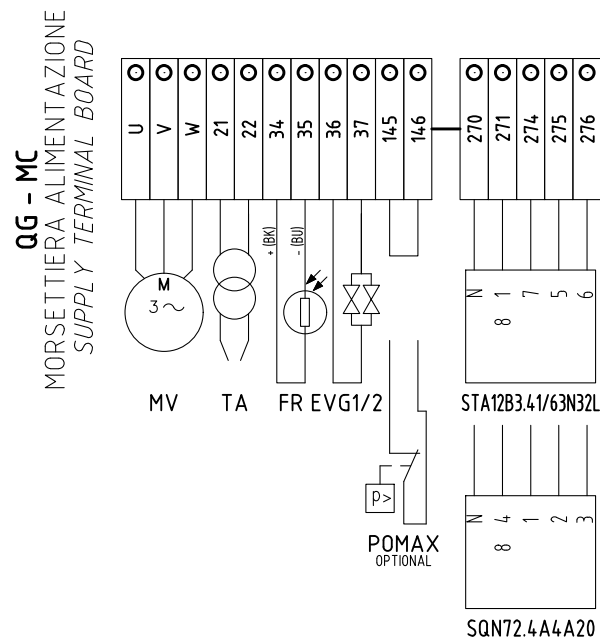 QG - MC
MORSETTIERA ALIMENTAZIONE
SUPPLY TERMINAL BOARD
U V W 21 22 34 35 36 37 145 146 270 271 274 275 276
+ (BK)
- (BU)
M
3~
N 1 7 5 6
8
MV TA FR EVG1/2 STA12B3.41/63N32L
p>
POMAX
OPTIONAL
N 4 1 2 3
8
SQN72.4A4A20